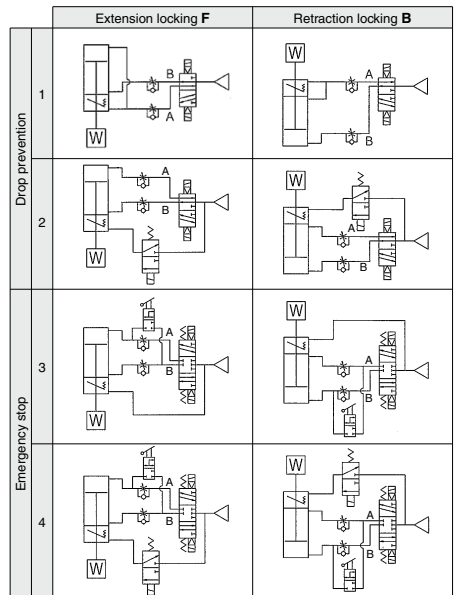 Extension locking F
Retraction locking B
Drop prevention
1
B
A
W
W
A
B
2
A
B
W
W
A
B
Emergency stop
3
A
B
W
W
A
B
4
A
B
W
W
A
B